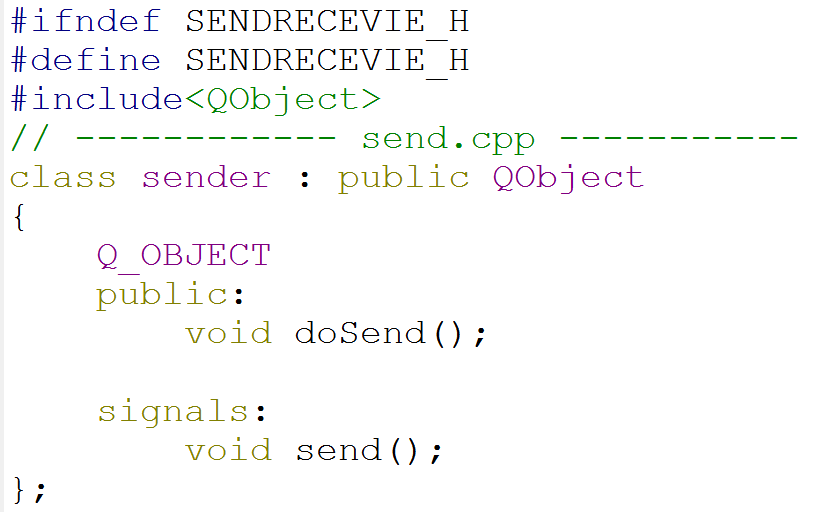 #ifndef SENDRECEVIE_H
#define SENDRECEVIE_H
#include<QObject>
// ------------ send.cpp -----------
class sender : public QObject
{
    Q_OBJECT
    public:
        void doSend();

    signals:
        void send();
};